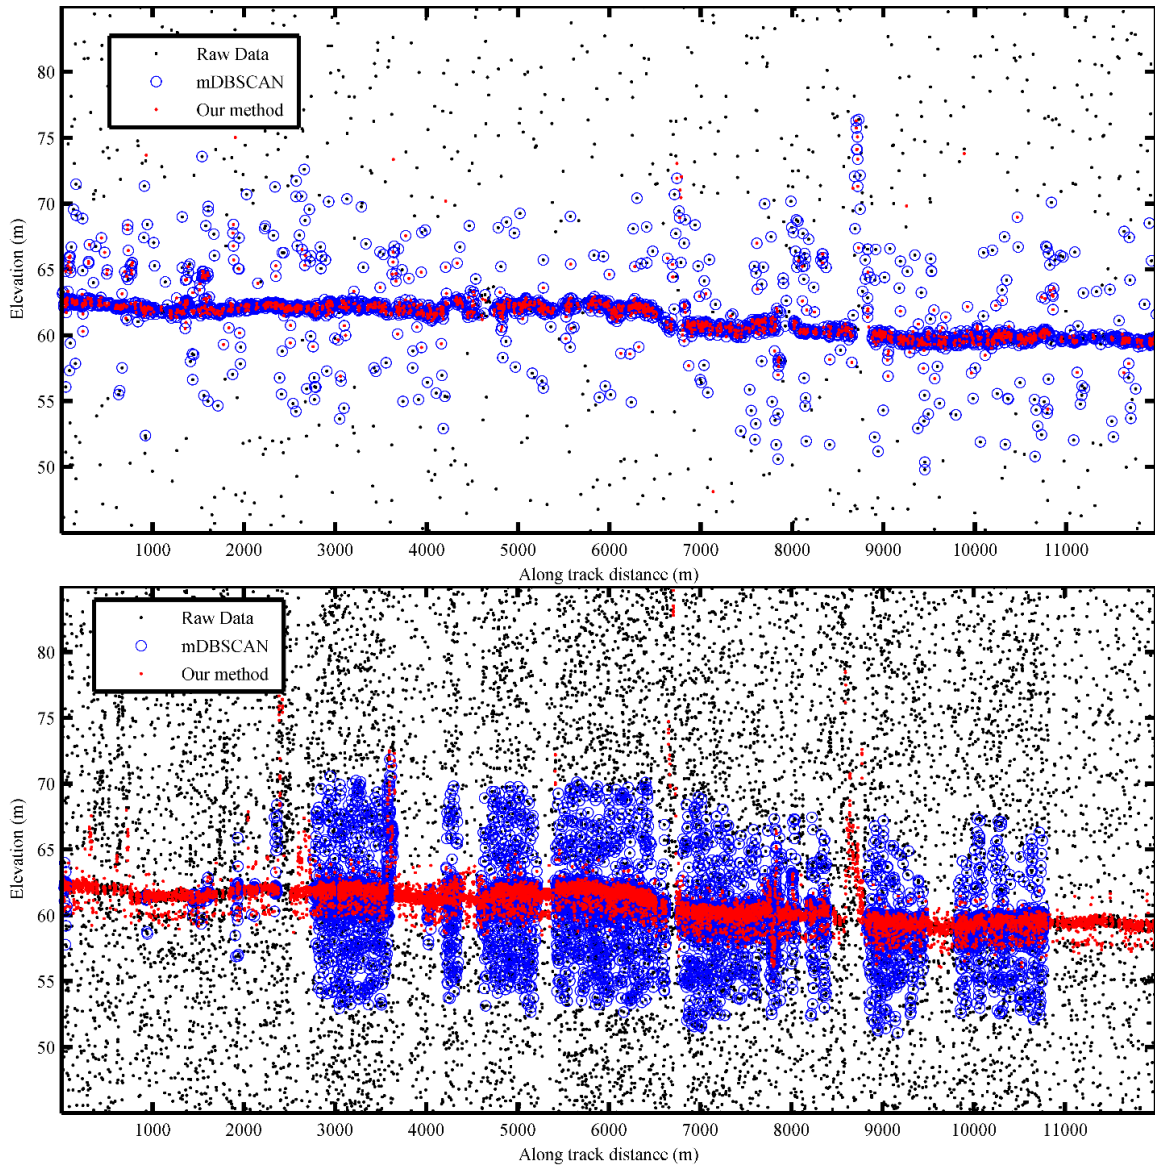 Raw Data
mDBSCAN
Our method
80
75
70
65
60
55
50
Elevation (m)
1000 2000 3000 4000 5000 6000 7000 8000 9000 10000 11000
Along track distance (m)
Raw Data
mDBSCAN
Our method
80
75
70
65
60
55
50
Elevation (m)
1000 2000 3000 4000 5000 6000 7000 8000 9000 10000 11000
Along track distance (m)